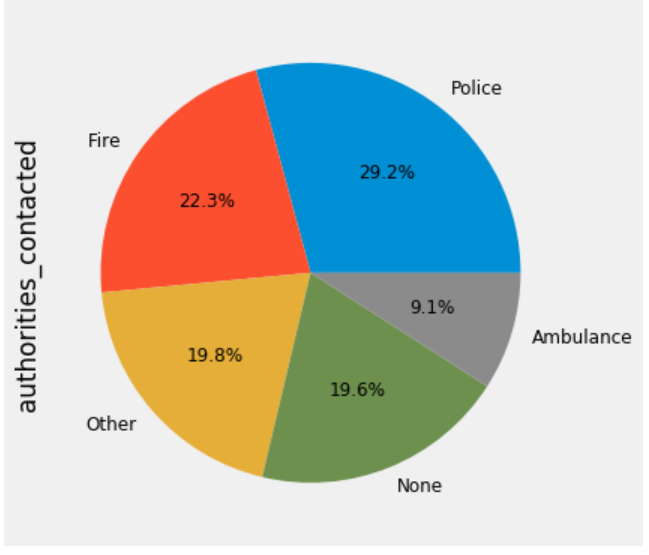 Police
29.2%
Fire
22.3%
authorities_contacted
9.1%
Ambulance
19.8%
19.6%
Other
None